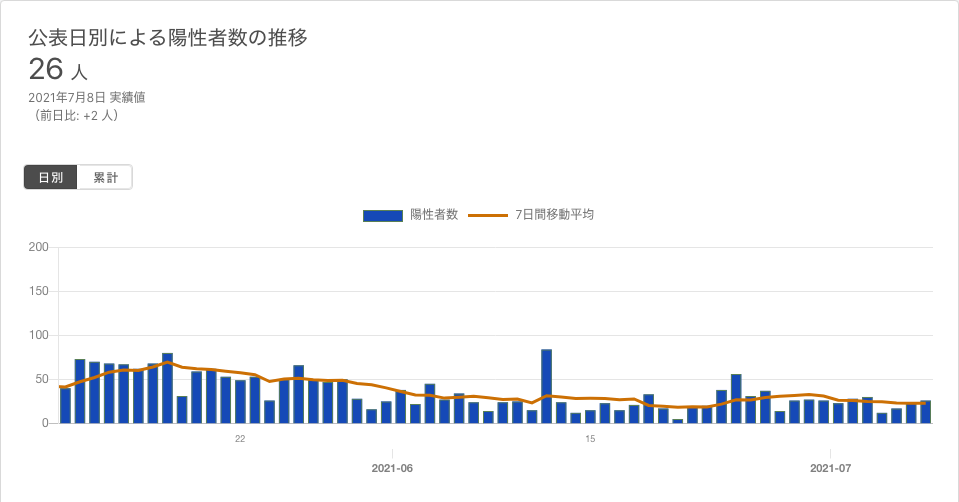 公表日別による陽性者数の推移
26 人
2021年7月8日 実績値
（前日比: +2 人）
日別 累計
陽性者数 7日間移動平均
200
150
100
50
0
22 15
2021-06 2021-07